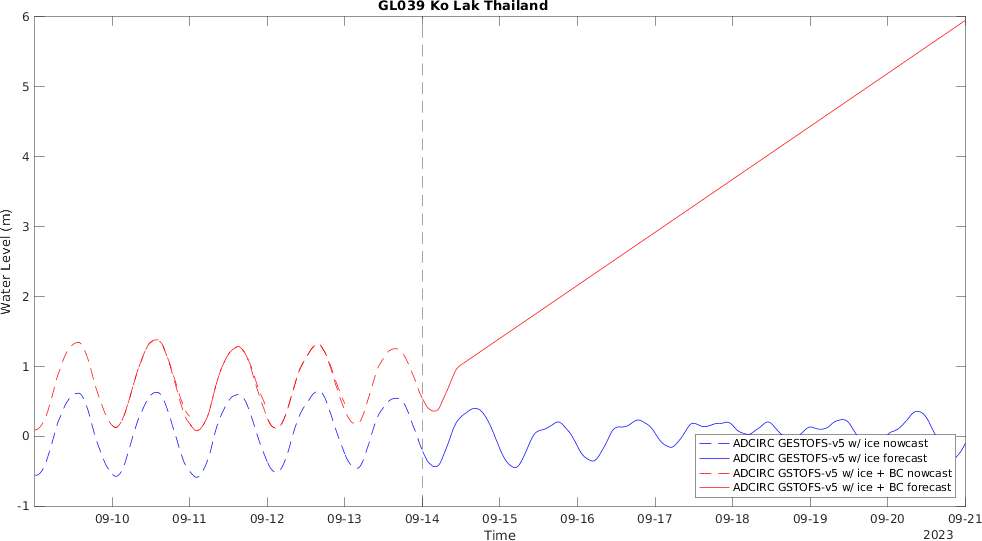 GL039 Ko Lak Thailand
6
5
4
3
2
1
0
-1
Water Level (m)
ADCIRC GESTOFS-v5 w/ ice nowcast
ADCIRC GESTOFS-v5 w/ ice forecast
ADCIRC GSTOFS-v5 w/ ice + BC nowcast
ADCIRC GSTOFS-v5 w/ ice + BC forecast
09-10 09-11 09-12 09-13 09-14 09-15 09-16 09-17 09-18 09-19 09-20 09-21
Time
2023